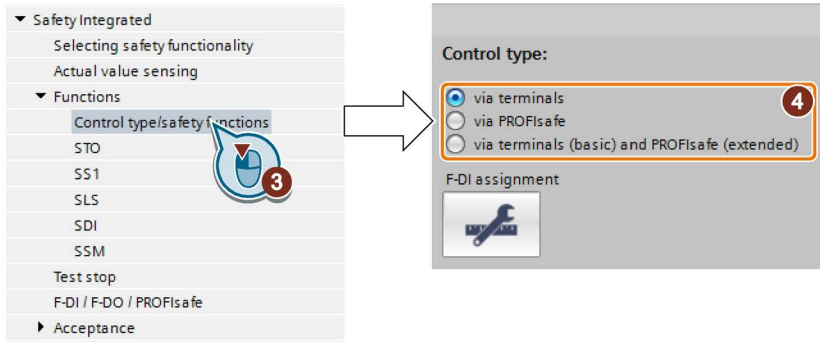 Safety Integrated
Selecting safety functionality
Actual value sensing
Functions
Control type/safety functions
STO
SS1
SLS
SDI
SSM
Test stop
F-DI / F-DO / PROFIsafe
Acceptance
3
Control type:
via terminals
via PROFIsafe
via terminals (basic) and PROFIsafe (extended)
4
F-DI assignment